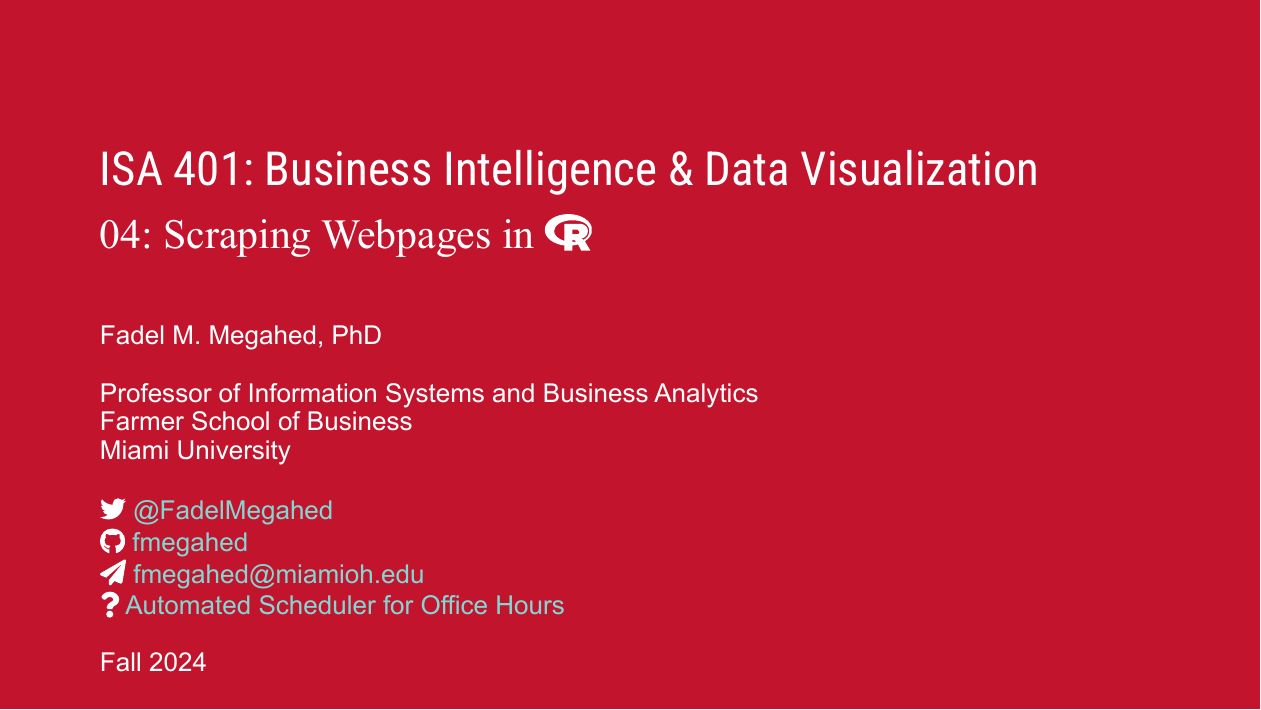 ISA 401: Business Intelligence & Data Visualization
04: Scraping Webpages in R
Fadel M. Megahed, PhD
Professor of Information Systems and Business Analytics
Farmer School of Business
Miami University
@FadelMegahed
fmegahed
fmegahed@miamioh.edu
? Automated Scheduler for Office Hours
Fall 2024